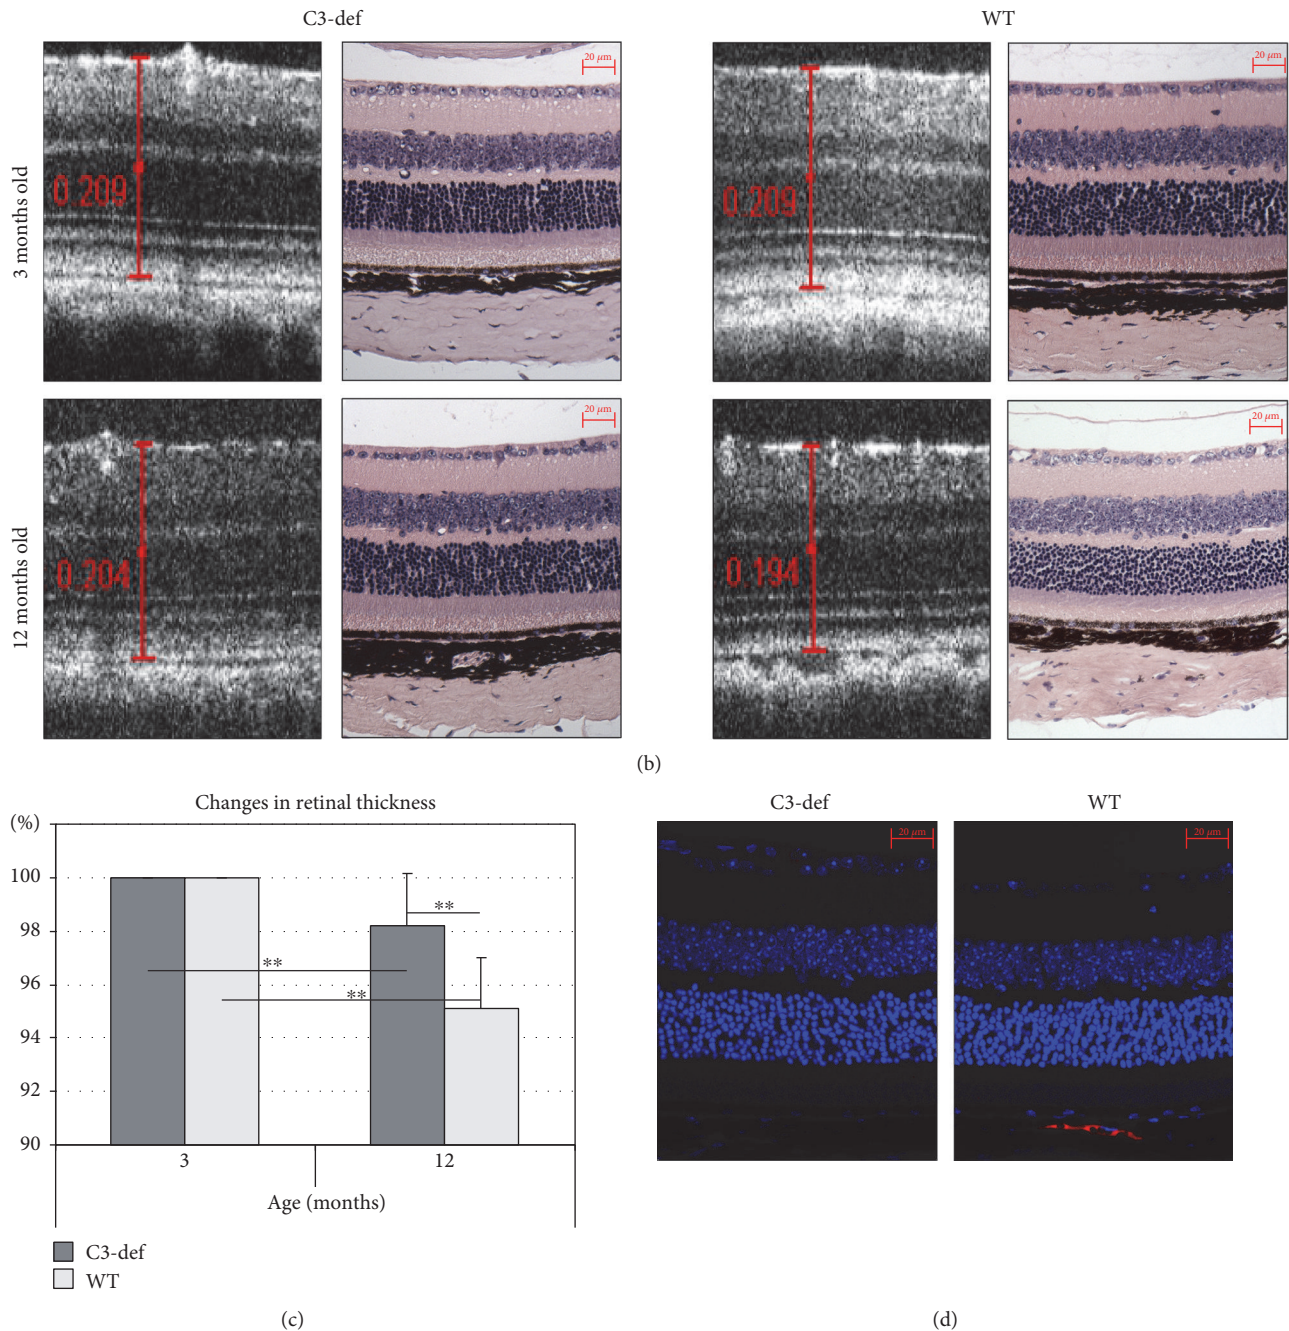 C3-def
WT
3 months old
0.209
20 μm
0.209
20 μm
12 months old
0.204
20 μm
0.194
20 μm
(b)
Changes in retinal thickness
(%)
100
98
96
94
92
90
**
**
**
3
12
Age (months)
C3-def
WT
(c)
C3-def
WT
20 μm
20 μm
(d)